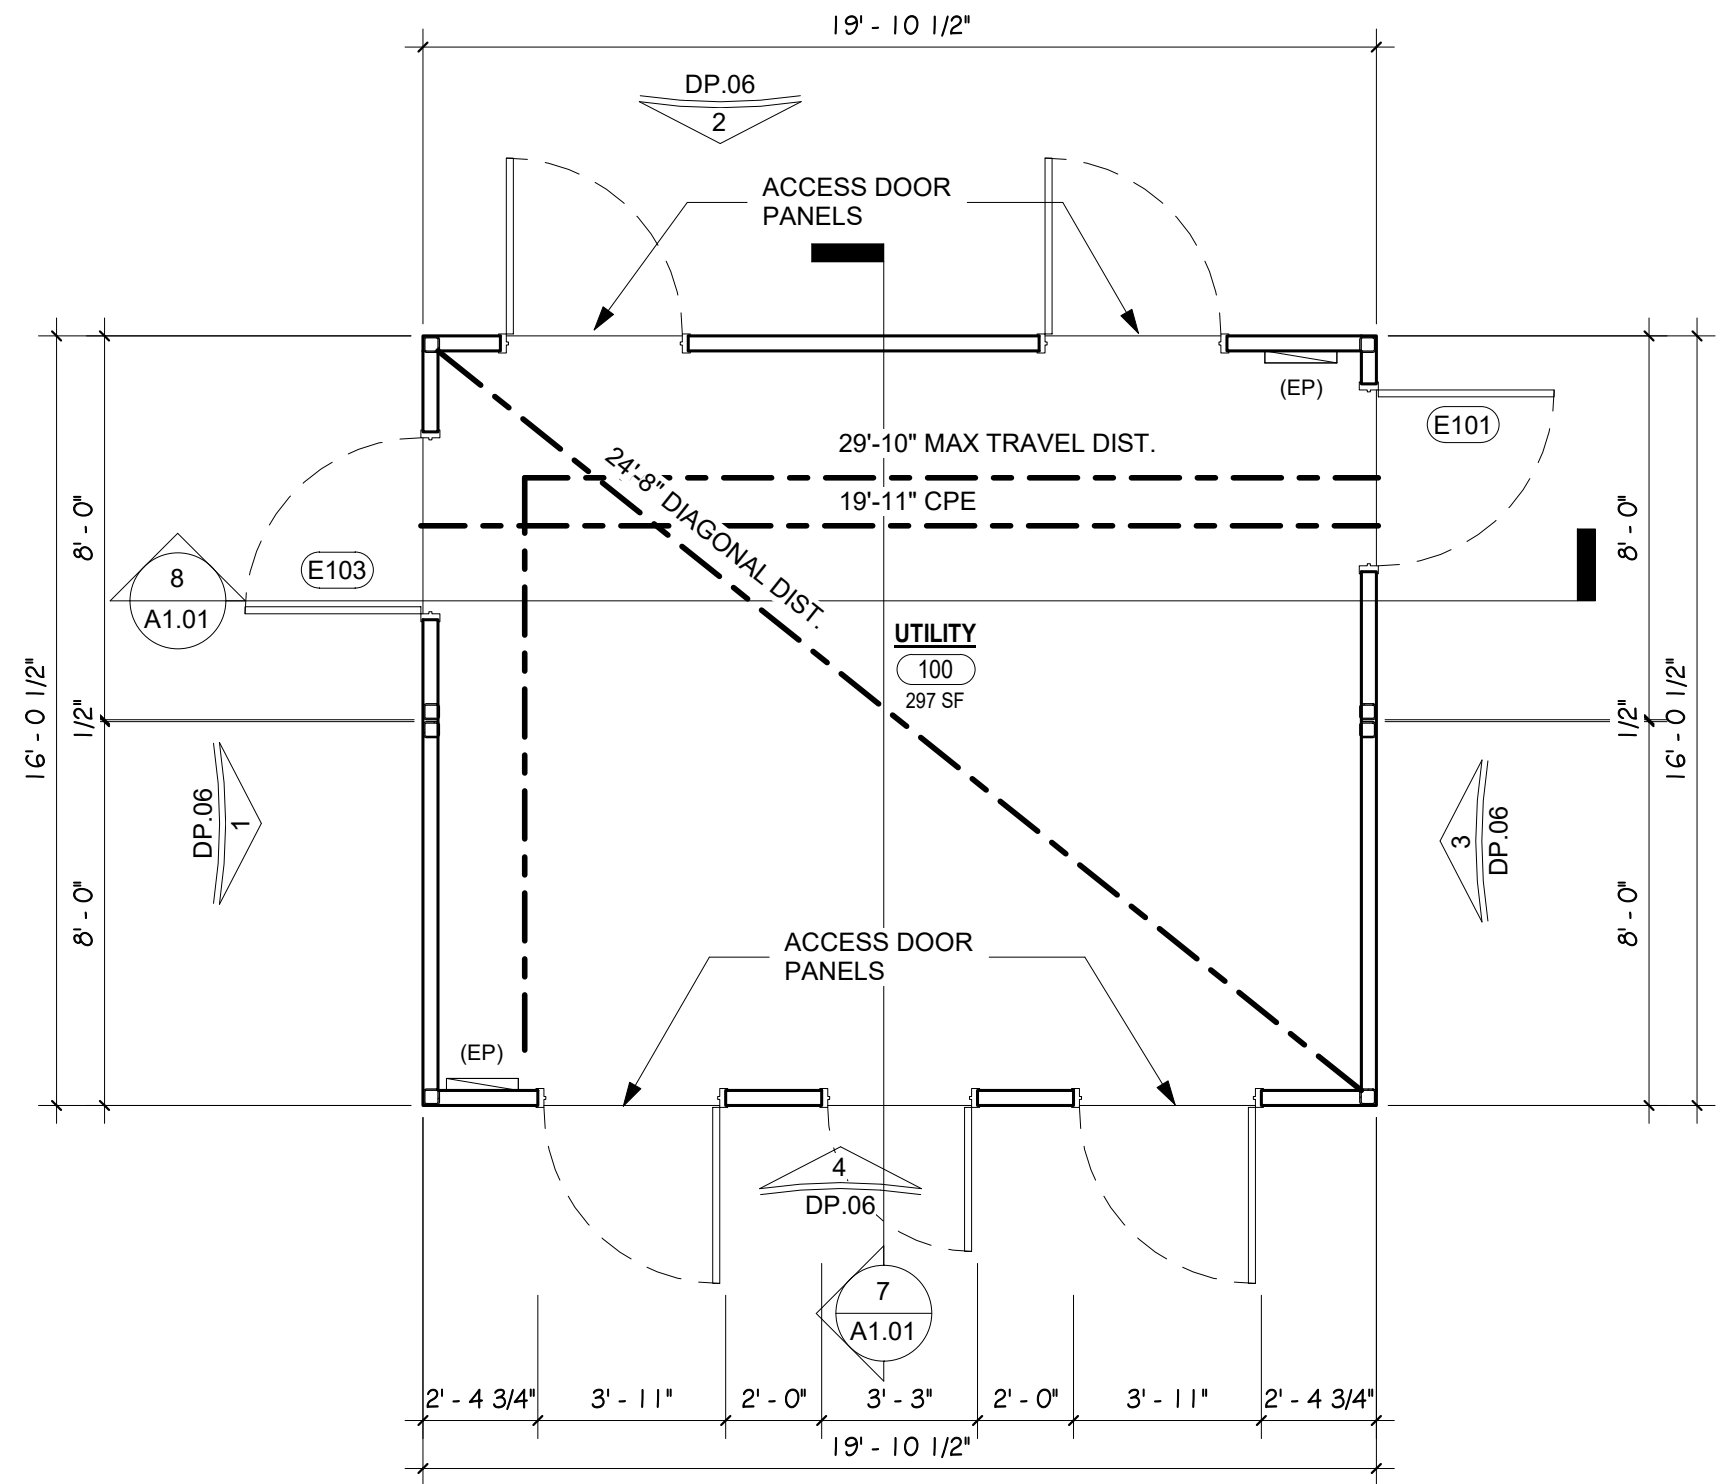 19' - 10 1/2"
DP.06
2
ACCESS DOOR
PANELS
(EP)
E101
29'-10" MAX TRAVEL DIST.
19'-11" CPE
24'-8" DIAGONAL DIST.
8' - 0"
8' - 0"
E103
8
A1.01
UTILITY
100
297 SF
16' - 0 1/2"
1/2"
1/2"
16' - 0 1/2"
DP.06
1
3
DP.06
8' - 0"
8' - 0"
ACCESS DOOR
PANELS
(EP)
4
DP.06
7
A1.01
2' - 4 3/4"
3' - 11"
2' - 0"
3' - 3"
2' - 0"
3' - 11"
2' - 4 3/4"
19' - 10 1/2"